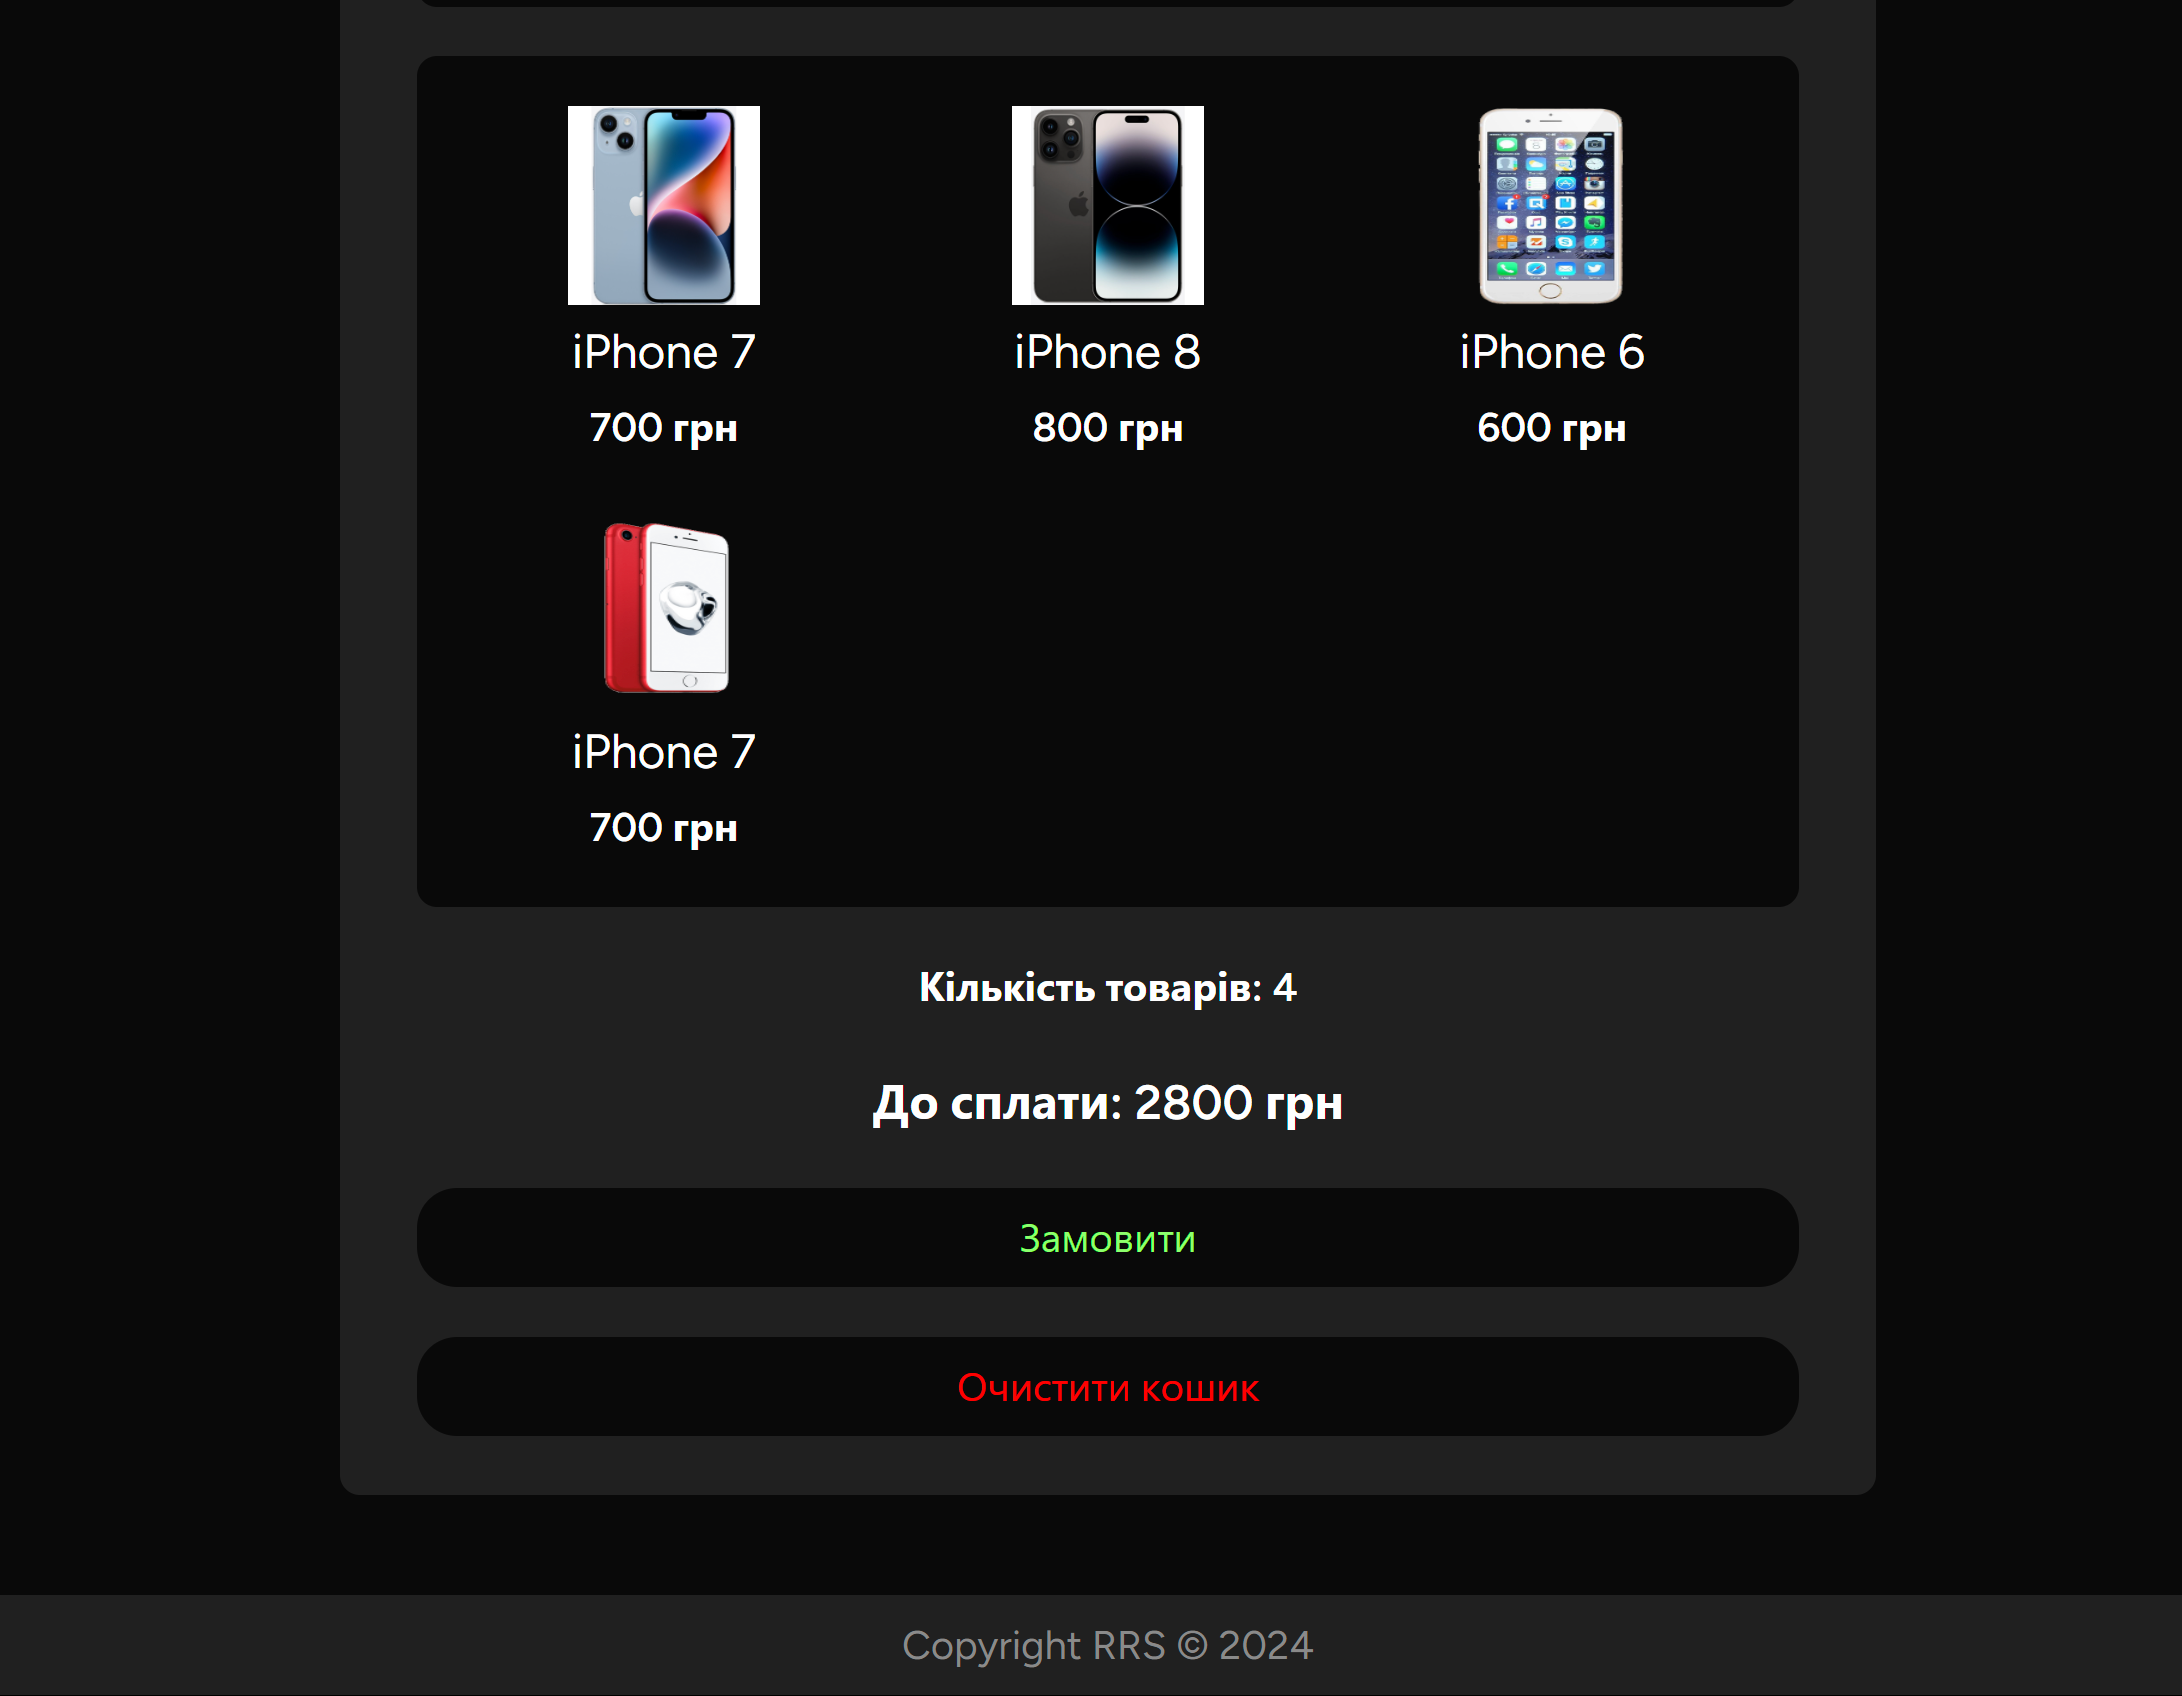 iPhone 7
700 грн
iPhone 8
800 грн
iPhone 6
600 грн
iPhone 7
700 грн
Кількість товарів: 4
До сплати: 2800 грн
Замовити
Очистити кошик
Copyright RRS © 2024